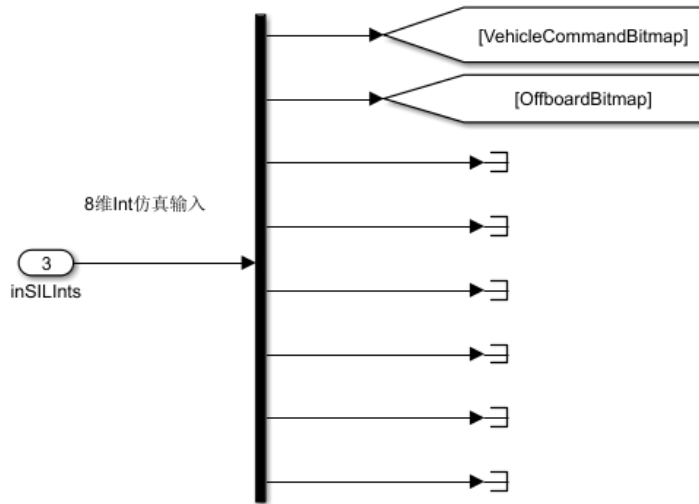 [VehicleCommandBitmap]
[OffboardBitmap]
8维Int仿真输入
3
inSILInts